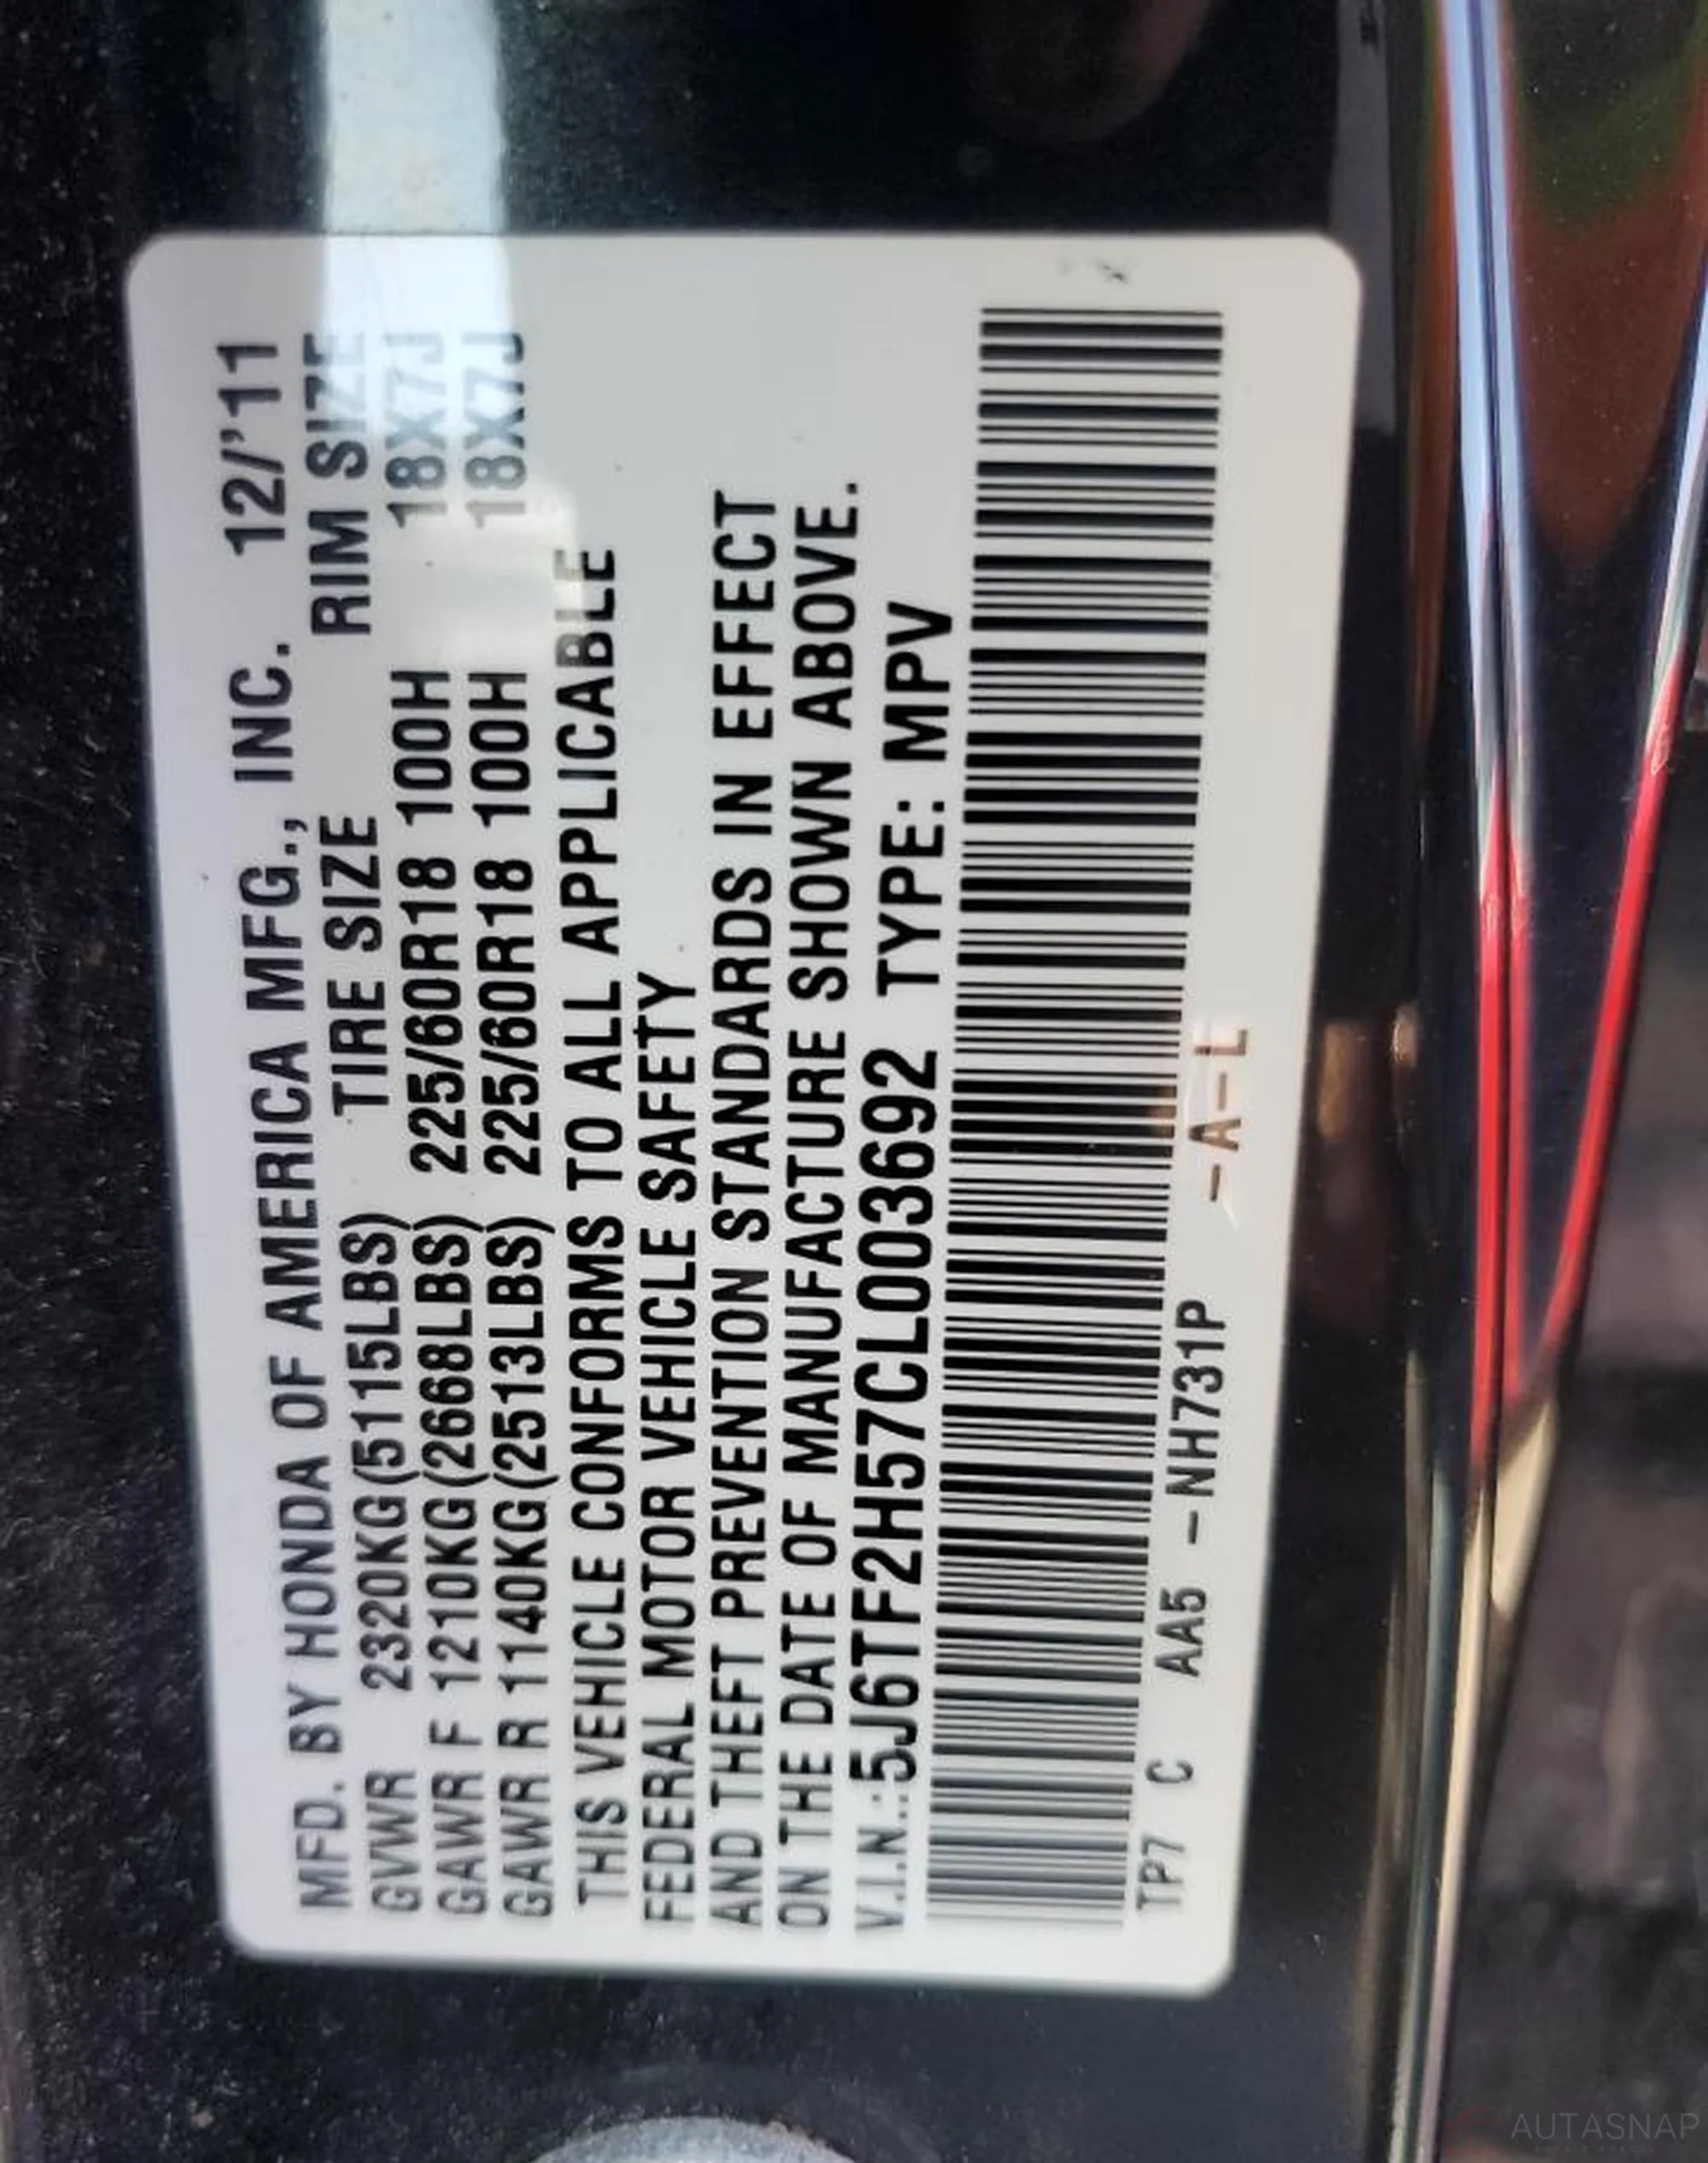 MFD. BY HONDA OF AMERICA MFG., INC. 12/'11
TIRE SIZE RIM SIZE
GVWR 2320KG(5115LBS)
GAWR F 1210KG(2668LBS) 225/60R18 100H 18X7J
GAWR R 1140KG(2513LBS) 225/60R18 100H 18X7J
THIS VEHICLE CONFORMS TO ALL APPLICABLE
FEDERAL MOTOR VEHICLE SAFETY
AND THEFT PREVENTION STANDARDS IN EFFECT
ON THE DATE OF MANUFACTURE SHOWN ABOVE.
V.I.N.:5J6TF2H57CL003692 TYPE: MPV
TP7 C AA5 -NH731P -A-L
AUTASNAP